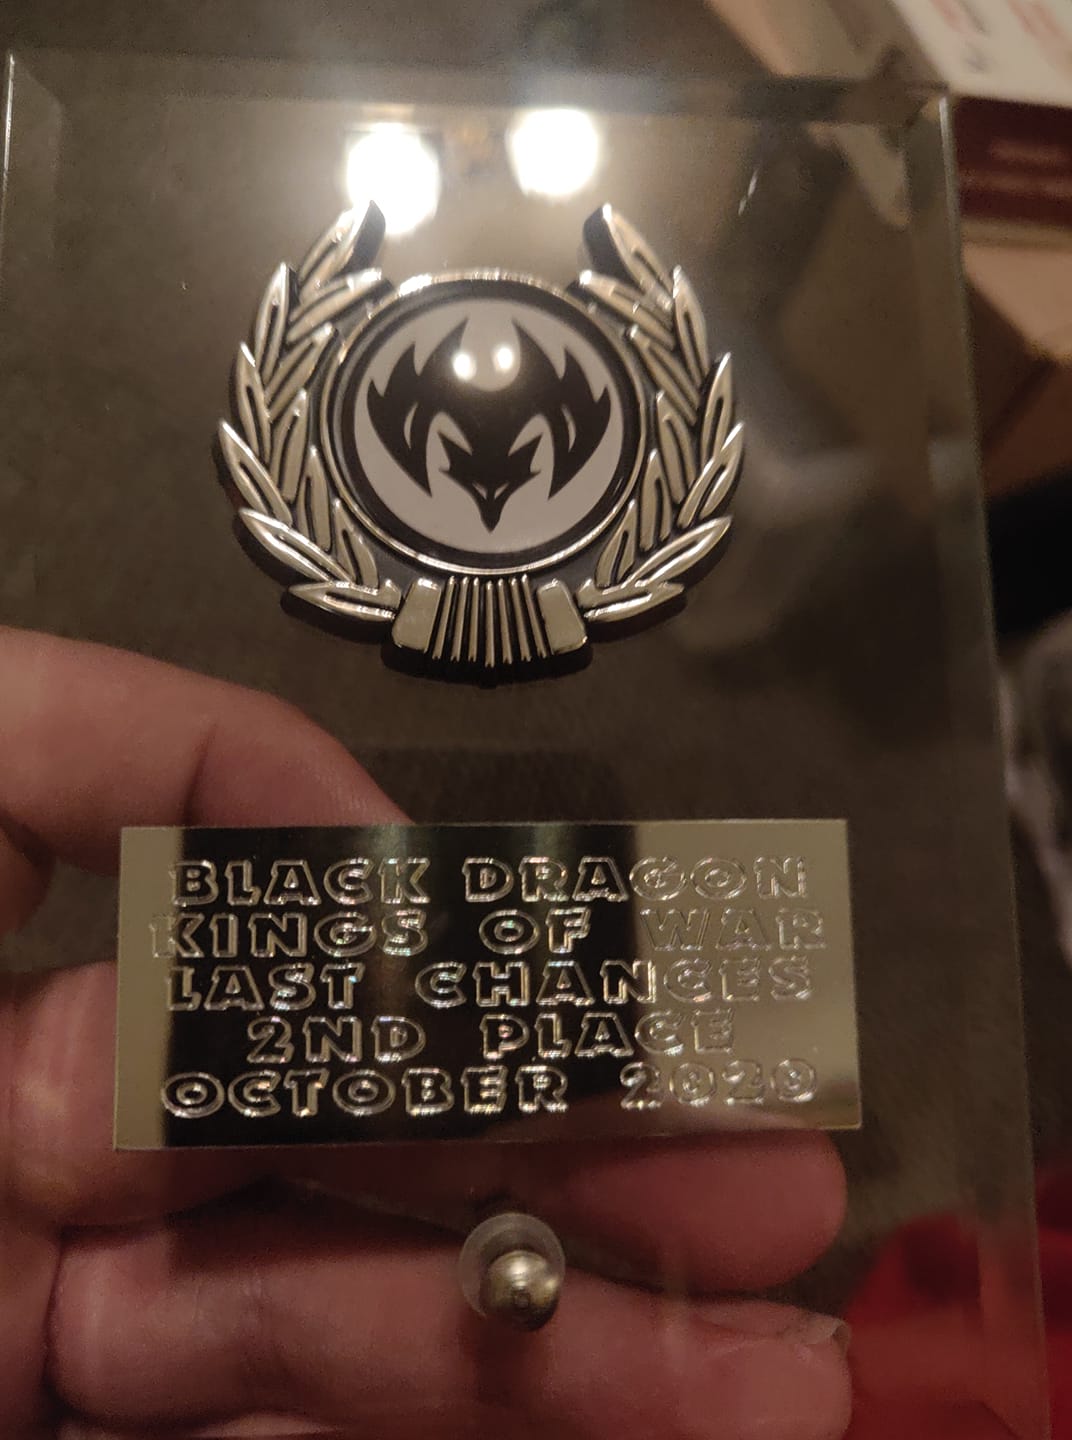 BLACK DRAGON
KINGS OF WAR
LAST CHANCES
2ND PLACE
OCTOBER 2020